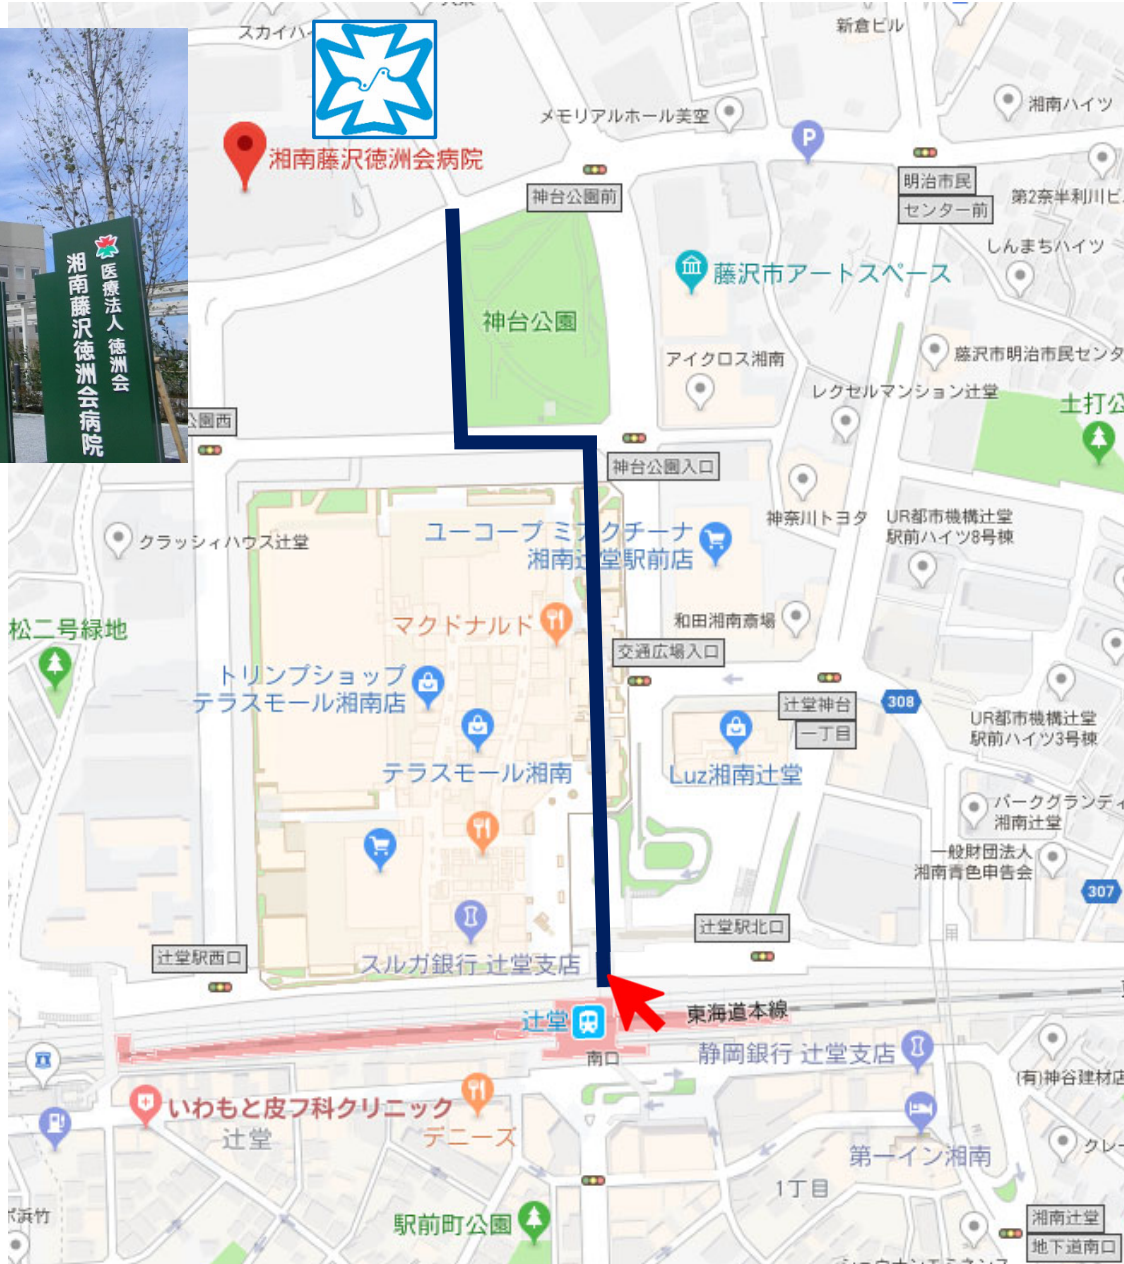 スカイハイ
新倉ビル
メモリアルホール美空
湘南ハイツ
P
湘南藤沢徳洲会病院
明治市民
センター前
神台公園前
第2奈半利川ビ
しんまちハイツ
医療法人 徳洲会
湘南藤沢徳洲会病院
藤沢市アートスペース
神台公園
アイクロス湘南
藤沢市明治市民センタ
レクセルマンション辻堂
土打公
公園西
神台公園入口
神奈川トヨタ
UR都市機構辻堂
駅前ハイツ8号棟
クラッシィハウス辻堂
ユーコープ ミアクチーナ
湘南辻堂駅前店
松二号緑地
マクドナルド
和田湘南斎場
交通広場入口
トリンプショップ
テラスモール湘南店
辻堂神台
一丁目
308
UR都市機構辻堂
駅前ハイツ3号棟
テラスモール湘南
Luz湘南辻堂
パークグランディ
湘南辻堂
一般財団法人
湘南青色申告会
307
辻堂駅北口
辻堂駅西口
スルガ銀行 辻堂支店
辻堂
東海道本線
南口
静岡銀行 辻堂支店
(有)神谷建材店
いわもと皮フ科クリニック
辻堂
デニーズ
第一イン湘南
クレー
1丁目
浜竹
駅前町公園
湘南辻堂
地下道南口